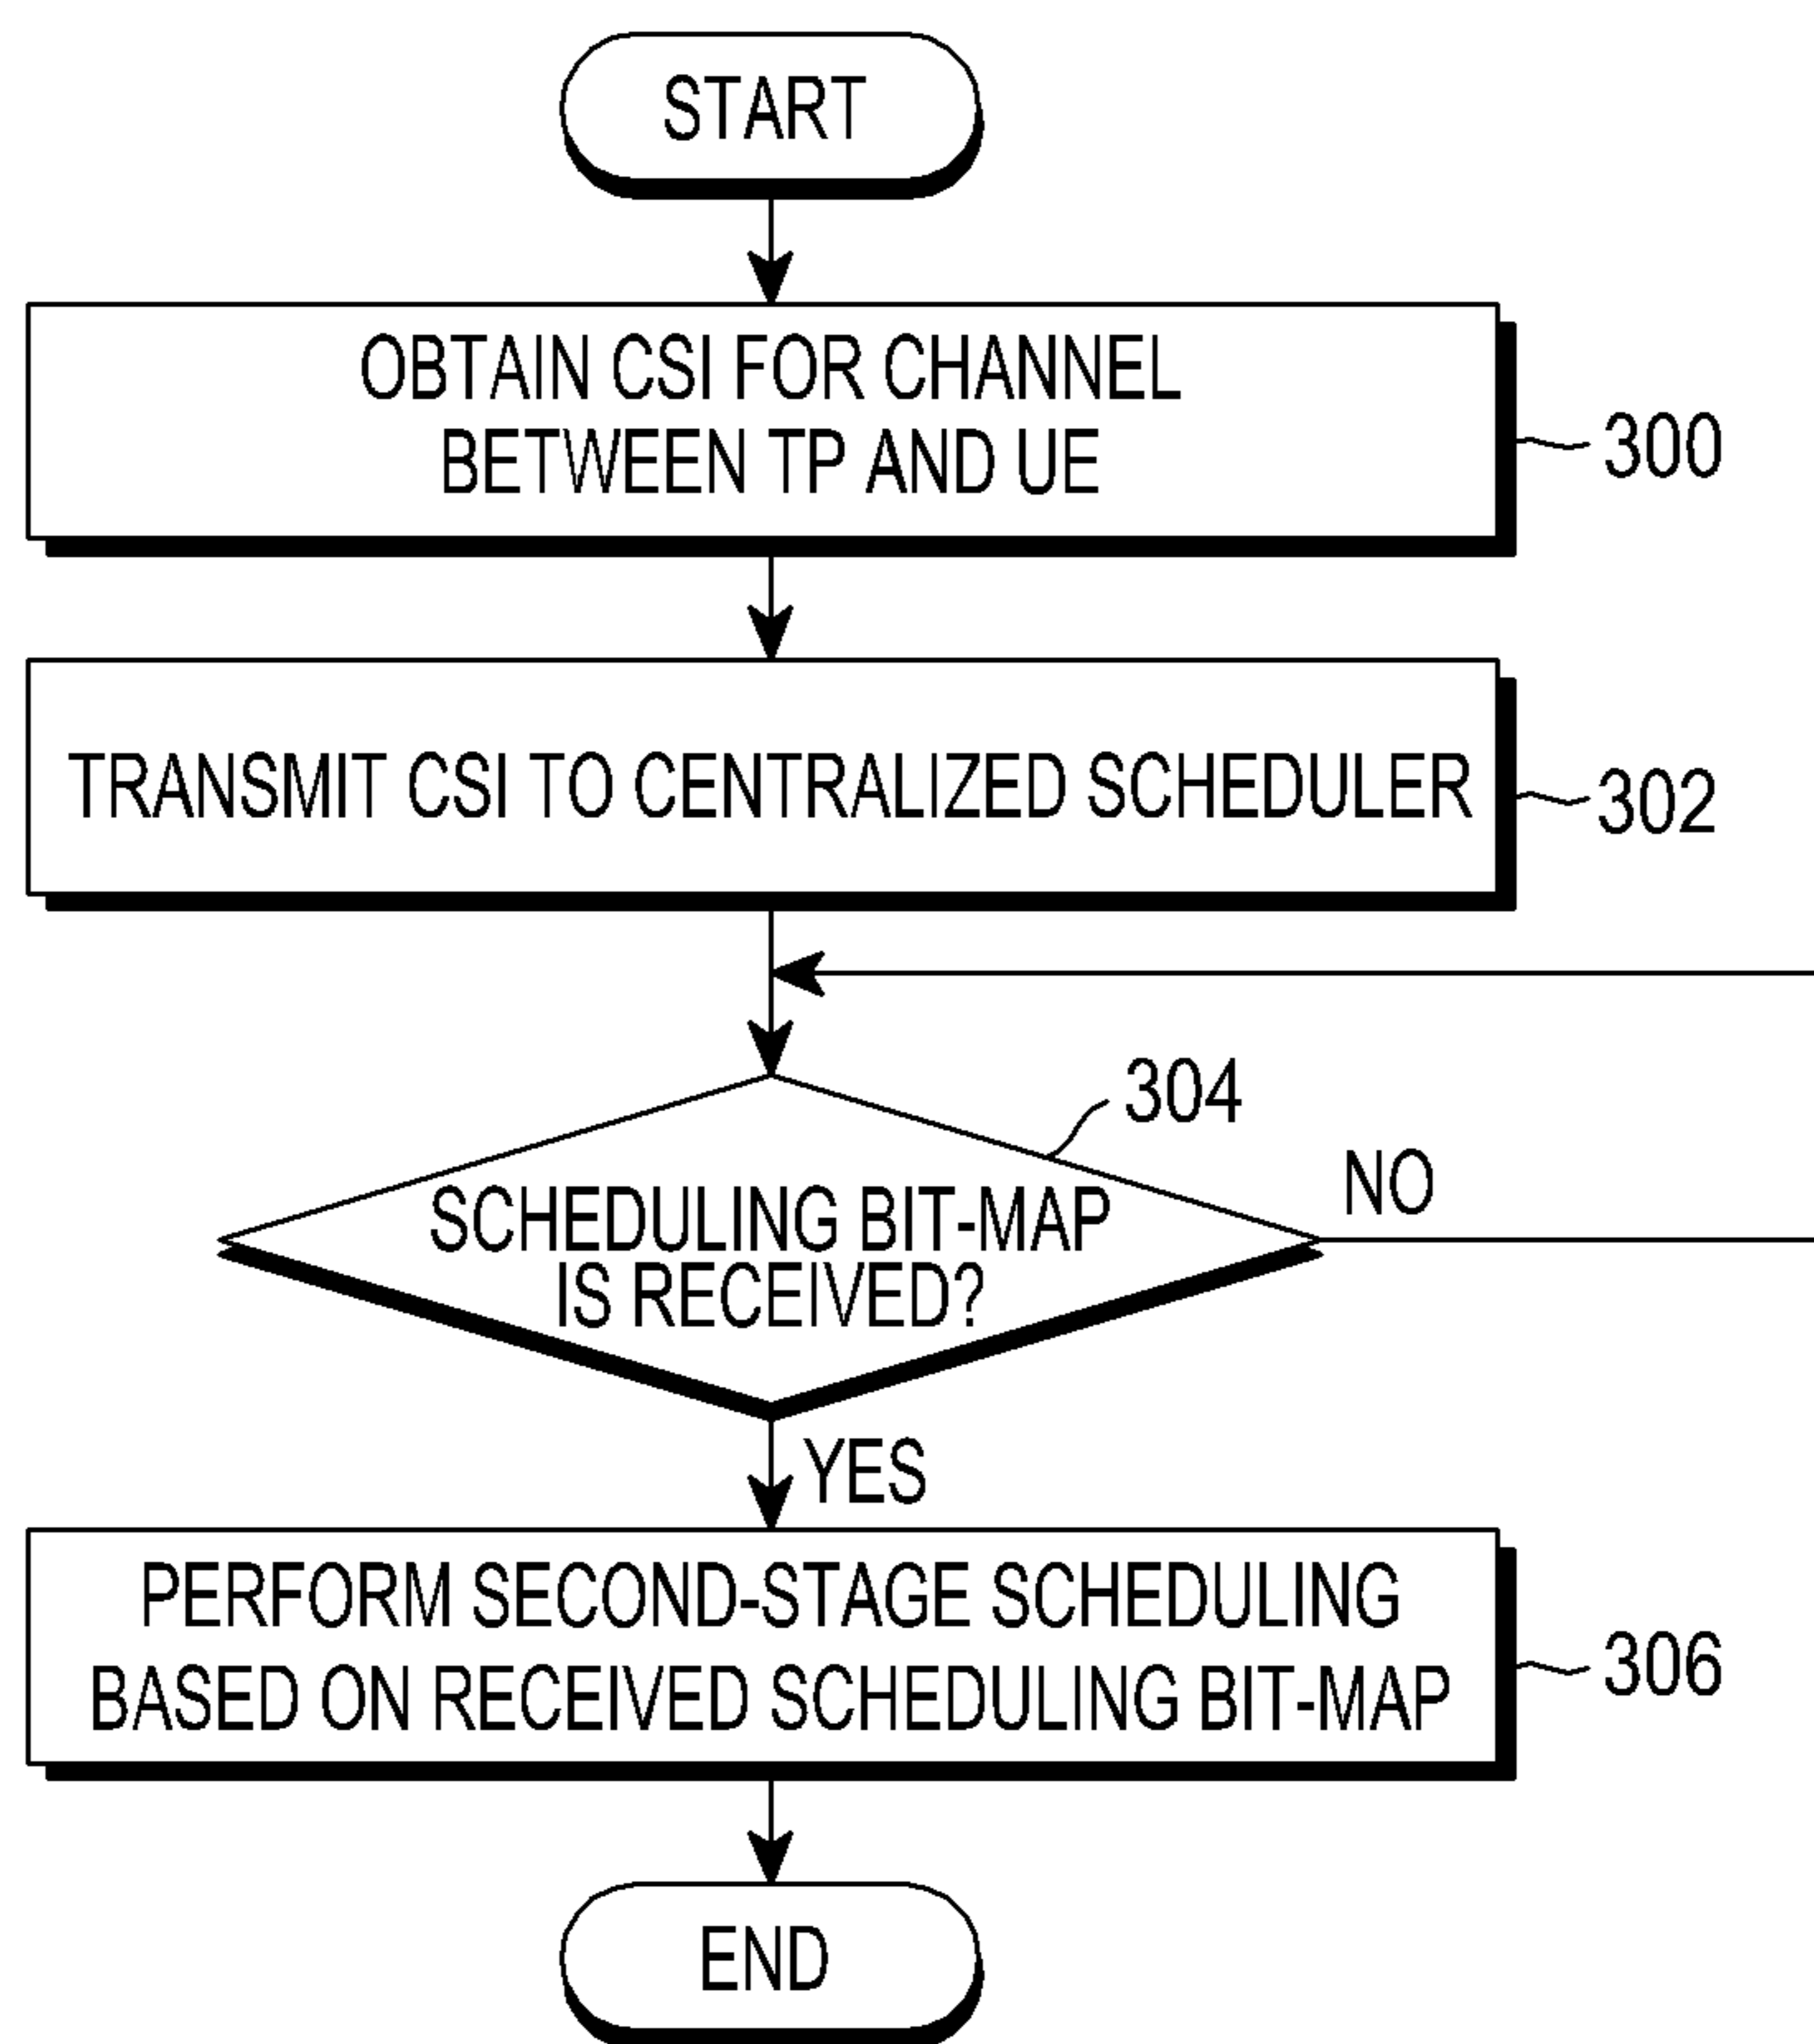 START
OBTAIN CSI FOR CHANNEL
BETWEEN TP AND UE
300
TRANSMIT CSI TO CENTRALIZED SCHEDULER
302
304
SCHEDULING BIT-MAP
IS RECEIVED?
NO
YES
PERFORM SECOND-STAGE SCHEDULING
BASED ON RECEIVED SCHEDULING BIT-MAP
306
END